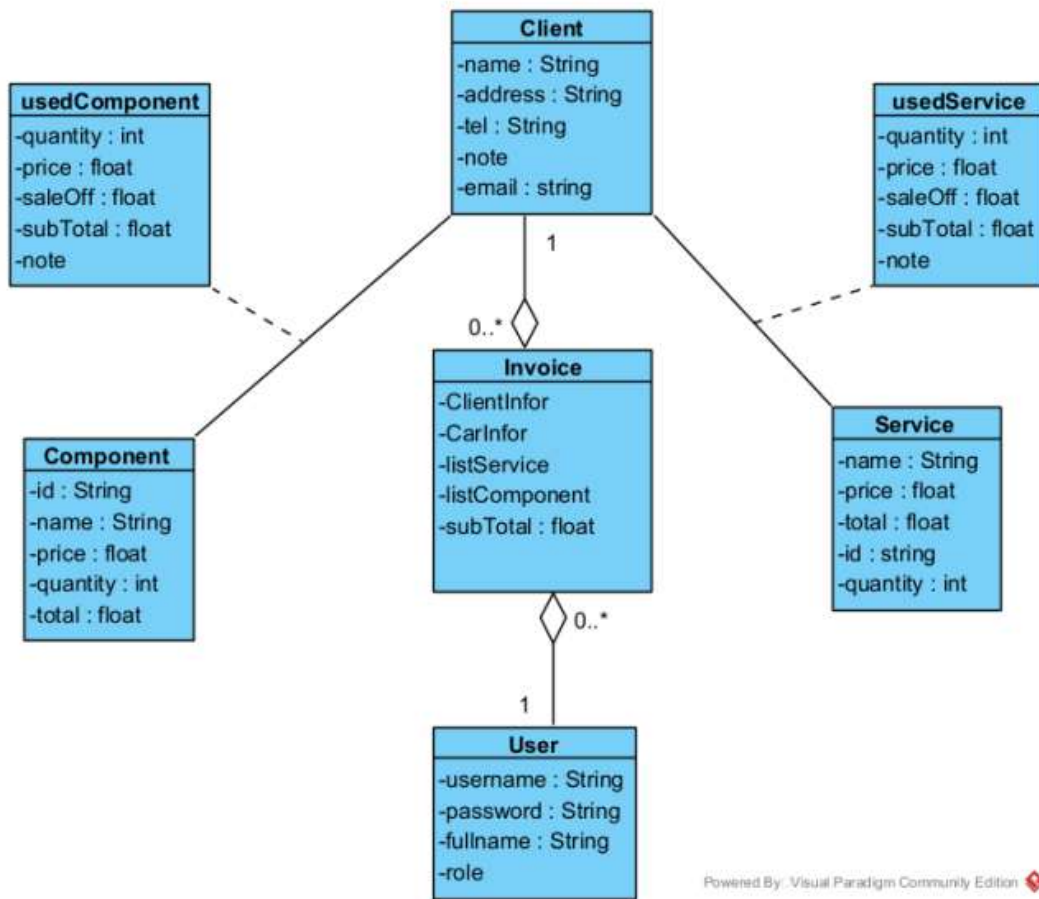 Client
-name : String
-address : String
-tel : String
-note
-email : string
usedComponent
-quantity : int
-price : float
-saleOff : float
-subTotal : float
-note
usedService
-quantity : int
-price : float
-saleOff : float
-subTotal : float
-note
1
0..*
Invoice
-ClientInfor
-CarInfor
-listService
-listComponent
-subTotal : float
Component
-id : String
-name : String
-price : float
-quantity : int
-total : float
Service
-name : String
-price : float
-total : float
-id : string
-quantity : int
0..*
1
User
-username : String
-password : String
-fullname : String
-role
Powered By: Visual Paradigm Community Edition